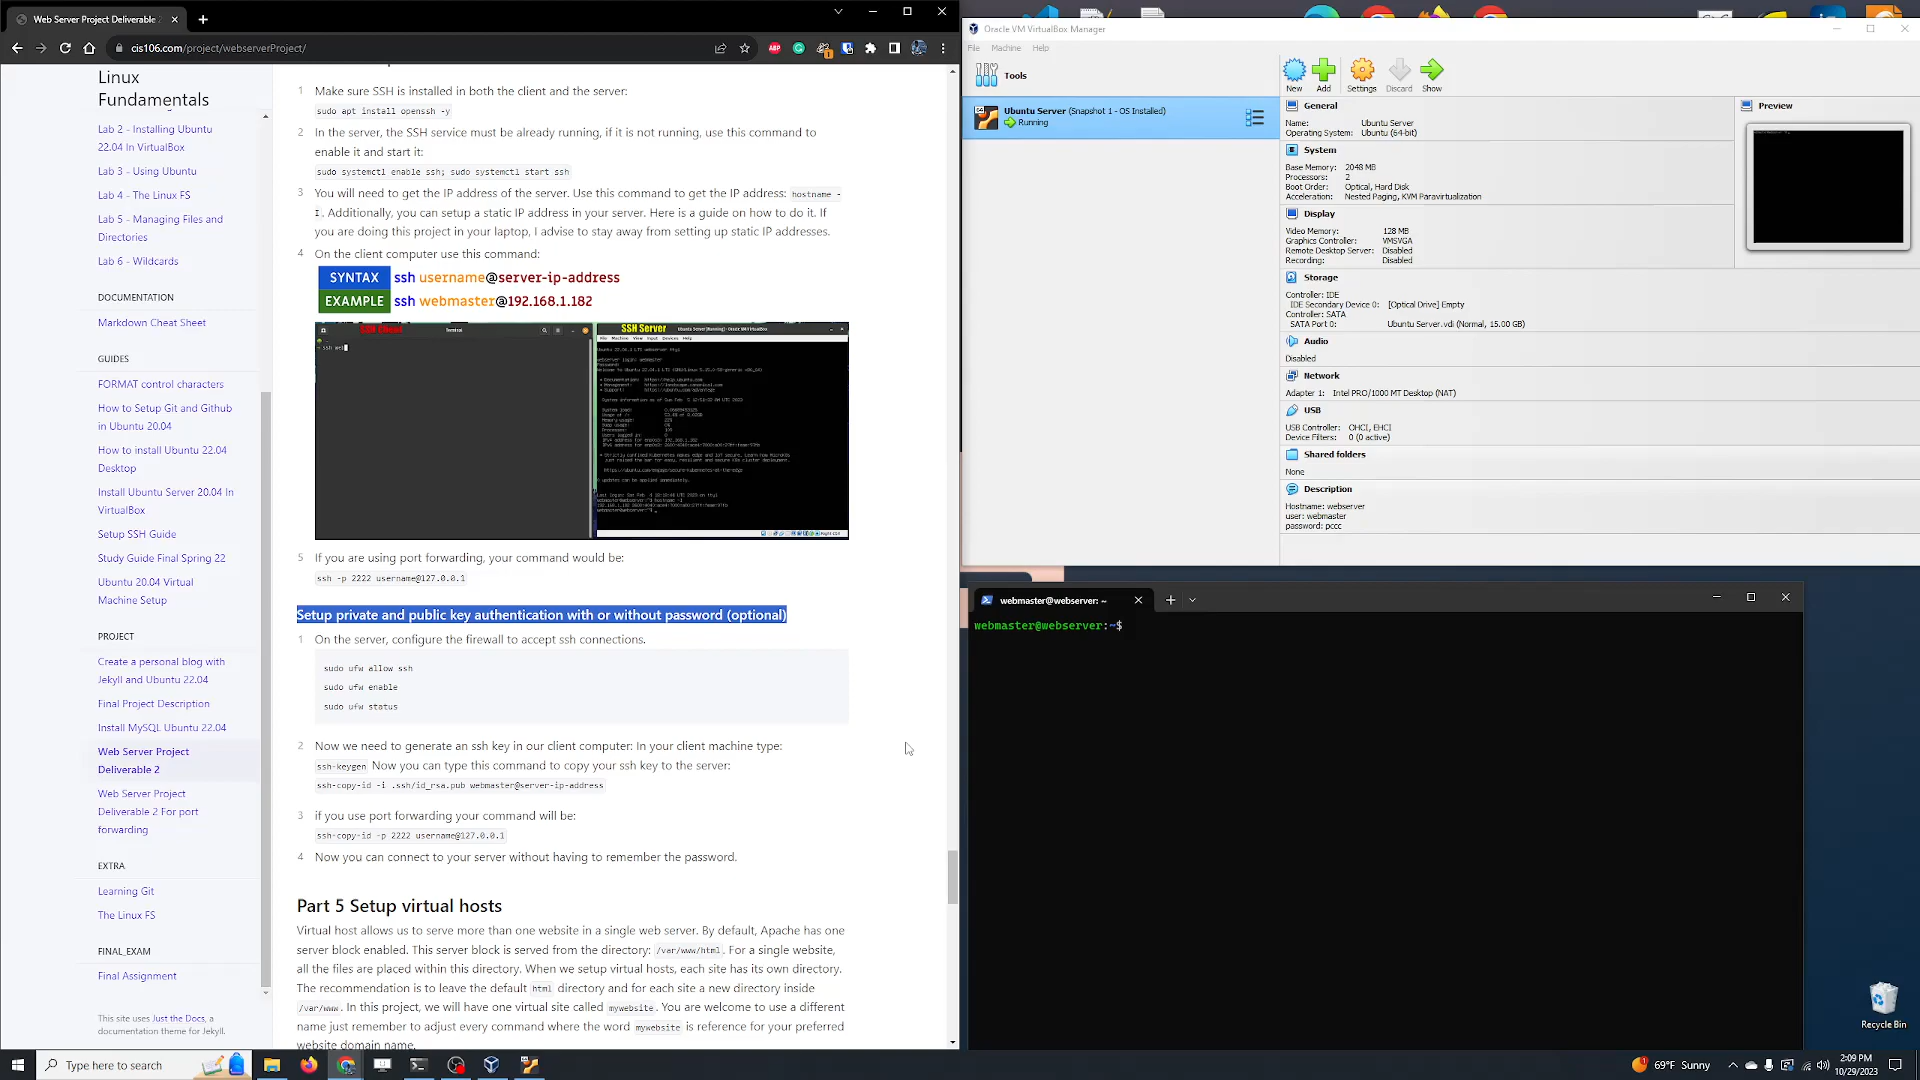 Web Server Project Deliverable
cis106.com/project/webserverProject/
Linux
Fundamentals
Lab 2 - Installing Ubuntu
22.04 In VirtualBox
Lab 3 - Using Ubuntu
Lab 4 - The Linux FS
Lab 5 - Managing Files and
Directories
Lab 6 - Wildcards
DOCUMENTATION
Markdown Cheat Sheet
GUIDES
FORMAT control characters
How to Setup Git and Github
in Ubuntu 20.04
How to install Ubuntu 22.04
Desktop
Install Ubuntu Server 20.04 In
VirtualBox
Setup SSH Guide
Study Guide Final Spring 22
Ubuntu 20.04 Virtual
Machine Setup
PROJECT
Create a personal blog with
Jekyll and Ubuntu 22.04
Final Project Description
Install MySQL Ubuntu 22.04
Web Server Project
Deliverable 2
Web Server Project
Deliverable 2 For port
forwarding
EXTRA
Learning Git
The Linux FS
FINAL_EXAM
Final Assignment
This site uses Just the Docs, a
documentation theme for Jekyll.
1 Make sure SSH is installed in both the client and the server:
sudo apt install openssh -y
2 In the server, the SSH service must be already running, if it is not running, use this command to
enable it and start it:
sudo systemctl enable ssh; sudo systemctl start ssh
3 You will need to get the IP address of the server. Use this command to get the IP address: hostname -
I. Additionally, you can setup a static IP address in your server. Here is a guide on how to do it. If
you are doing this project in your laptop, I advise to stay away from setting up static IP addresses.
4 On the client computer use this command:
SYNTAX ssh username@server-ip-address
EXAMPLE ssh webmaster@192.168.1.182
SSH Client
Terminal
ssh web
SSH Server
Ubuntu Server [Running] - Oracle VM VirtualBox
File Machine View Input Devices Help
5 If you are using port forwarding, your command would be:
ssh -p 2222 username@127.0.0.1
Setup private and public key authentication with or without password (optional)
1 On the server, configure the firewall to accept ssh connections.
sudo ufw allow ssh
sudo ufw enable
sudo ufw status
2 Now we need to generate an ssh key in our client computer: In your client machine type:
ssh-keygen Now you can type this command to copy your ssh key to the server:
ssh-copy-id -i .ssh/id_rsa.pub webmaster@server-ip-address
3 if you use port forwarding your command will be:
ssh-copy-id -p 2222 username@127.0.0.1
4 Now you can connect to your server without having to remember the password.
Part 5 Setup virtual hosts
Virtual host allows us to serve more than one website in a single web server. By default, Apache has one
server block enabled. This server block is served from the directory: /var/www/html. For a single website,
all the files are placed within this directory. When we setup virtual hosts, each site has its own directory.
The recommendation is to leave the default html directory and for each site a new directory inside
/var/www. In this project, we will have one virtual site called mywebsite. You are welcome to use a different
name just remember to adjust every command where the word mywebsite is reference for your preferred
website domain name.
Oracle VM VirtualBox Manager
File Machine Help
Tools
New Add Settings Discard Show
Ubuntu Server (Snapshot 1 - OS Installed)
Running
General
Name: Ubuntu Server
Operating System: Ubuntu (64-bit)
System
Base Memory: 2048 MB
Processors: 2
Boot Order: Optical, Hard Disk
Acceleration: Nested Paging, KVM Paravirtualization
Display
Video Memory: 128 MB
Graphics Controller: VMSVGA
Remote Desktop Server: Disabled
Recording: Disabled
Storage
Controller: IDE
IDE Secondary Device 0: [Optical Drive] Empty
Controller: SATA
SATA Port 0: Ubuntu Server.vdi (Normal, 15.00 GB)
Audio
Disabled
Network
Adapter 1: Intel PRO/1000 MT Desktop (NAT)
USB
USB Controller: OHCI, EHCI
Device Filters: 0 (0 active)
Shared folders
None
Description
Hostname: webserver
user: webmaster
password: pccc
Preview
webmaster@webserver: ~
webmaster@webserver:~$
Recycle Bin
Type here to search
69°F Sunny
2:09 PM
10/29/2023